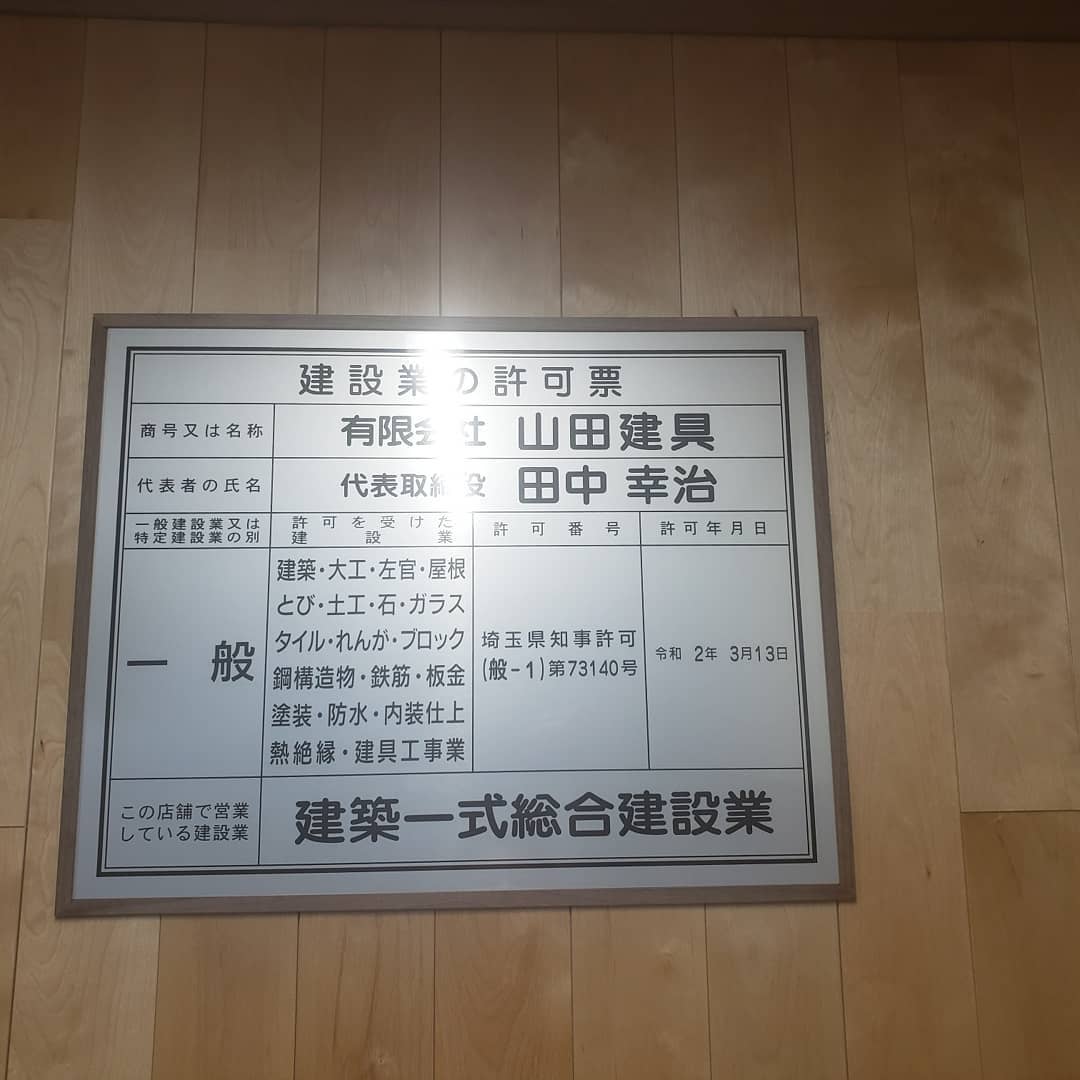 建設業の許可票
商号又は名称
有限会社 山田建具
代表者の氏名
代表取締役 田中 幸治
一般建設業又は
特定建設業の別
許可を受けた
建設業
許可番号
許可年月日
一般
建築・大工・左官・屋根
とび・土工・石・ガラス
タイル・れんが・ブロック
鋼構造物・鉄筋・板金
塗装・防水・内装仕上
熱絶縁・建具工事業
埼玉県知事許可
(般-1)第73140号
令和 2年 3月13日
この店舗で営業
している建設業
建築一式総合建設業